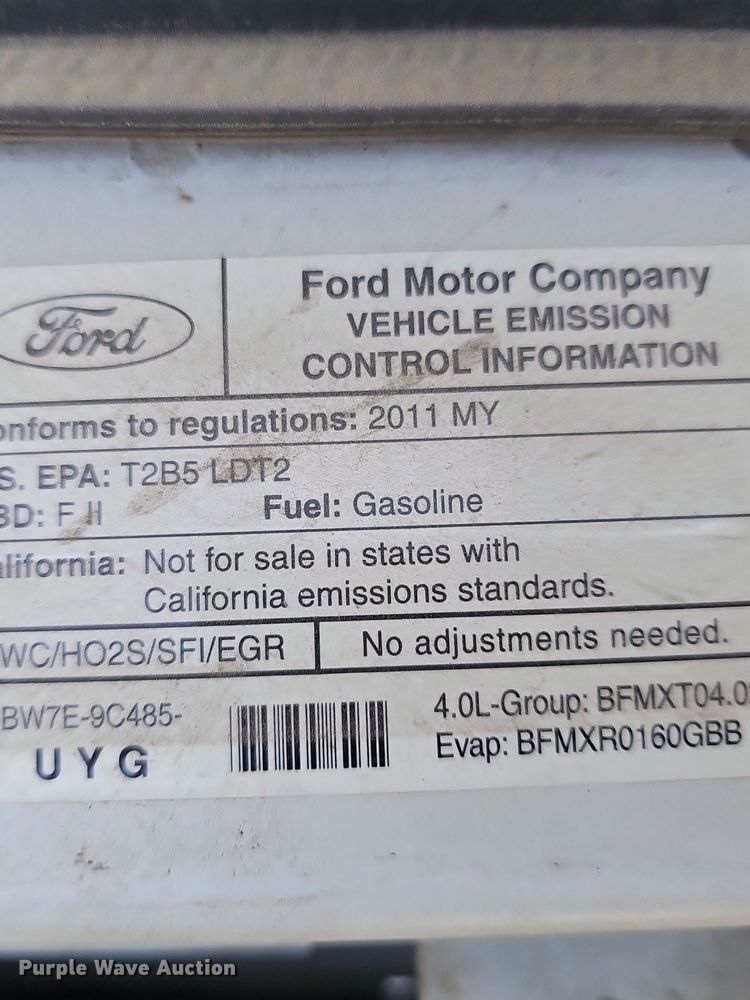 Ford
Ford Motor Company
VEHICLE EMISSION
CONTROL INFORMATION
onforms to regulations: 2011 MY
S. EPA: T2B5 LDT2
BD: F II
Fuel: Gasoline
lifornia: Not for sale in states with
California emissions standards.
WC/HO2S/SFI/EGR
No adjustments needed.
BW7E-9C485-
U Y G
4.0L-Group: BFMXT04.0
Evap: BFMXR0160GBB
Purple Wave Auction